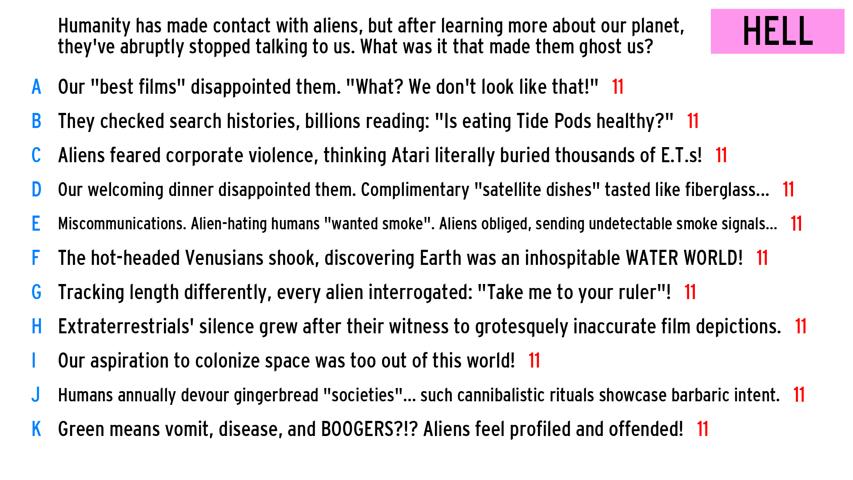 Humanity has made contact with aliens, but after learning more about our planet,
they've abruptly stopped talking to us. What was it that made them ghost us?
HELL
A Our "best films" disappointed them. "What? We don't look like that!" 11
B They checked search histories, billions reading: "Is eating Tide Pods healthy?" 11
C Aliens feared corporate violence, thinking Atari literally buried thousands of E.T.s! 11
D Our welcoming dinner disappointed them. Complimentary "satellite dishes" tasted like fiberglass... 11
E Miscommunications. Alien-hating humans "wanted smoke". Aliens obliged, sending undetectable smoke signals... 11
F The hot-headed Venusians shook, discovering Earth was an inhospitable WATER WORLD! 11
G Tracking length differently, every alien interrogated: "Take me to your ruler"! 11
H Extraterrestrials' silence grew after their witness to grotesquely inaccurate film depictions. 11
I Our aspiration to colonize space was too out of this world! 11
J Humans annually devour gingerbread "societies"... such cannibalistic rituals showcase barbaric intent. 11
K Green means vomit, disease, and BOOGERS?!? Aliens feel profiled and offended! 11